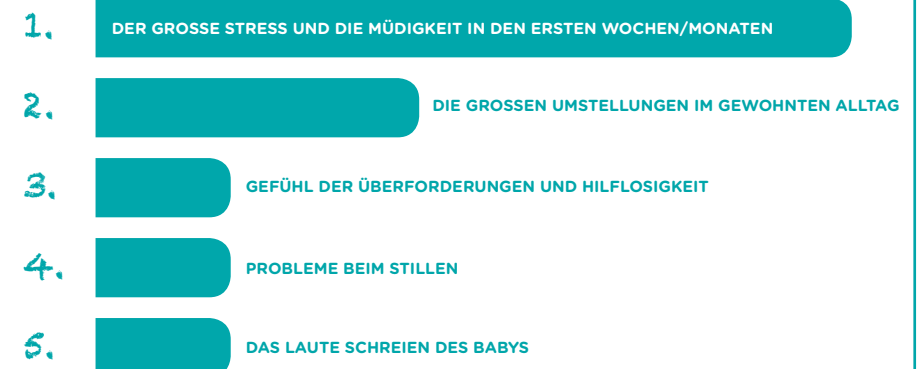 1. DER GROSSE STRESS UND DIE MÜDIGKEIT IN DEN ERSTEN WOCHEN/MONATEN
2. DIE GROSSEN UMSTELLUNGEN IM GEWOHNTEN ALLTAG
3. GEFÜHL DER ÜBERFORDERUNGEN UND HILFLOSIGKEIT
4. PROBLEME BEIM STILLEN
5. DAS LAUTE SCHREIEN DES BABYS